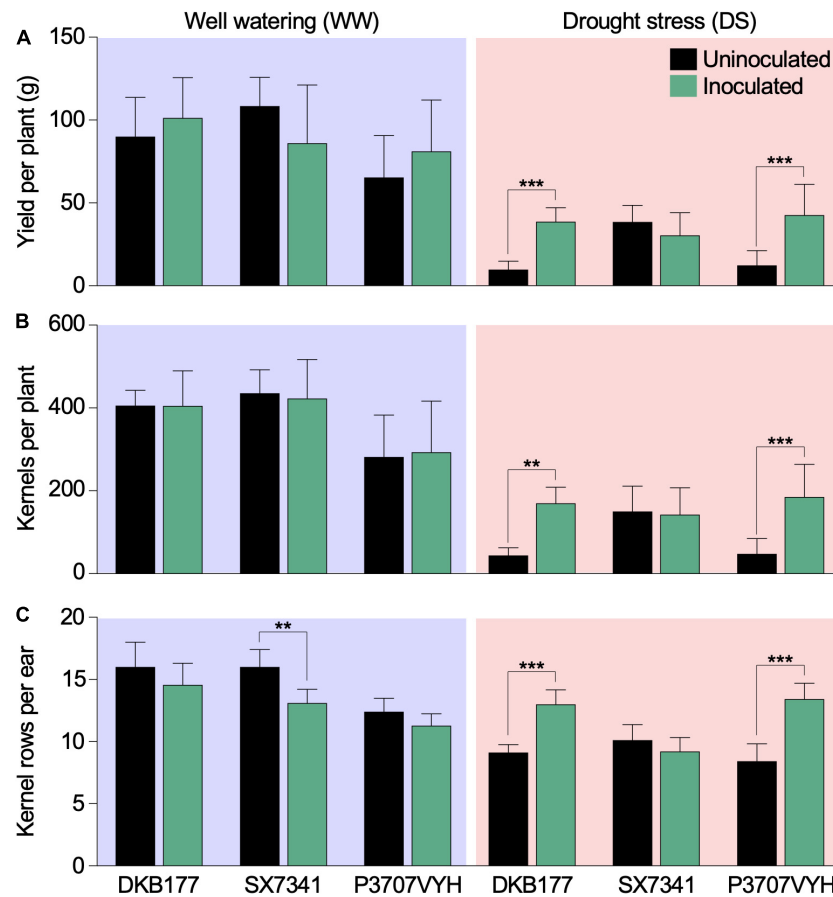 Well watering (WW)
Drought stress (DS)
A
Yield per plant (g)
150
100
50
0
Uninoculated
Inoculated
***
***
B
Kernels per plant
600
400
200
0
**
***
C
Kernel rows per ear
20
15
10
5
0
**
***
***
DKB177
SX7341
P3707VYH
DKB177
SX7341
P3707VYH